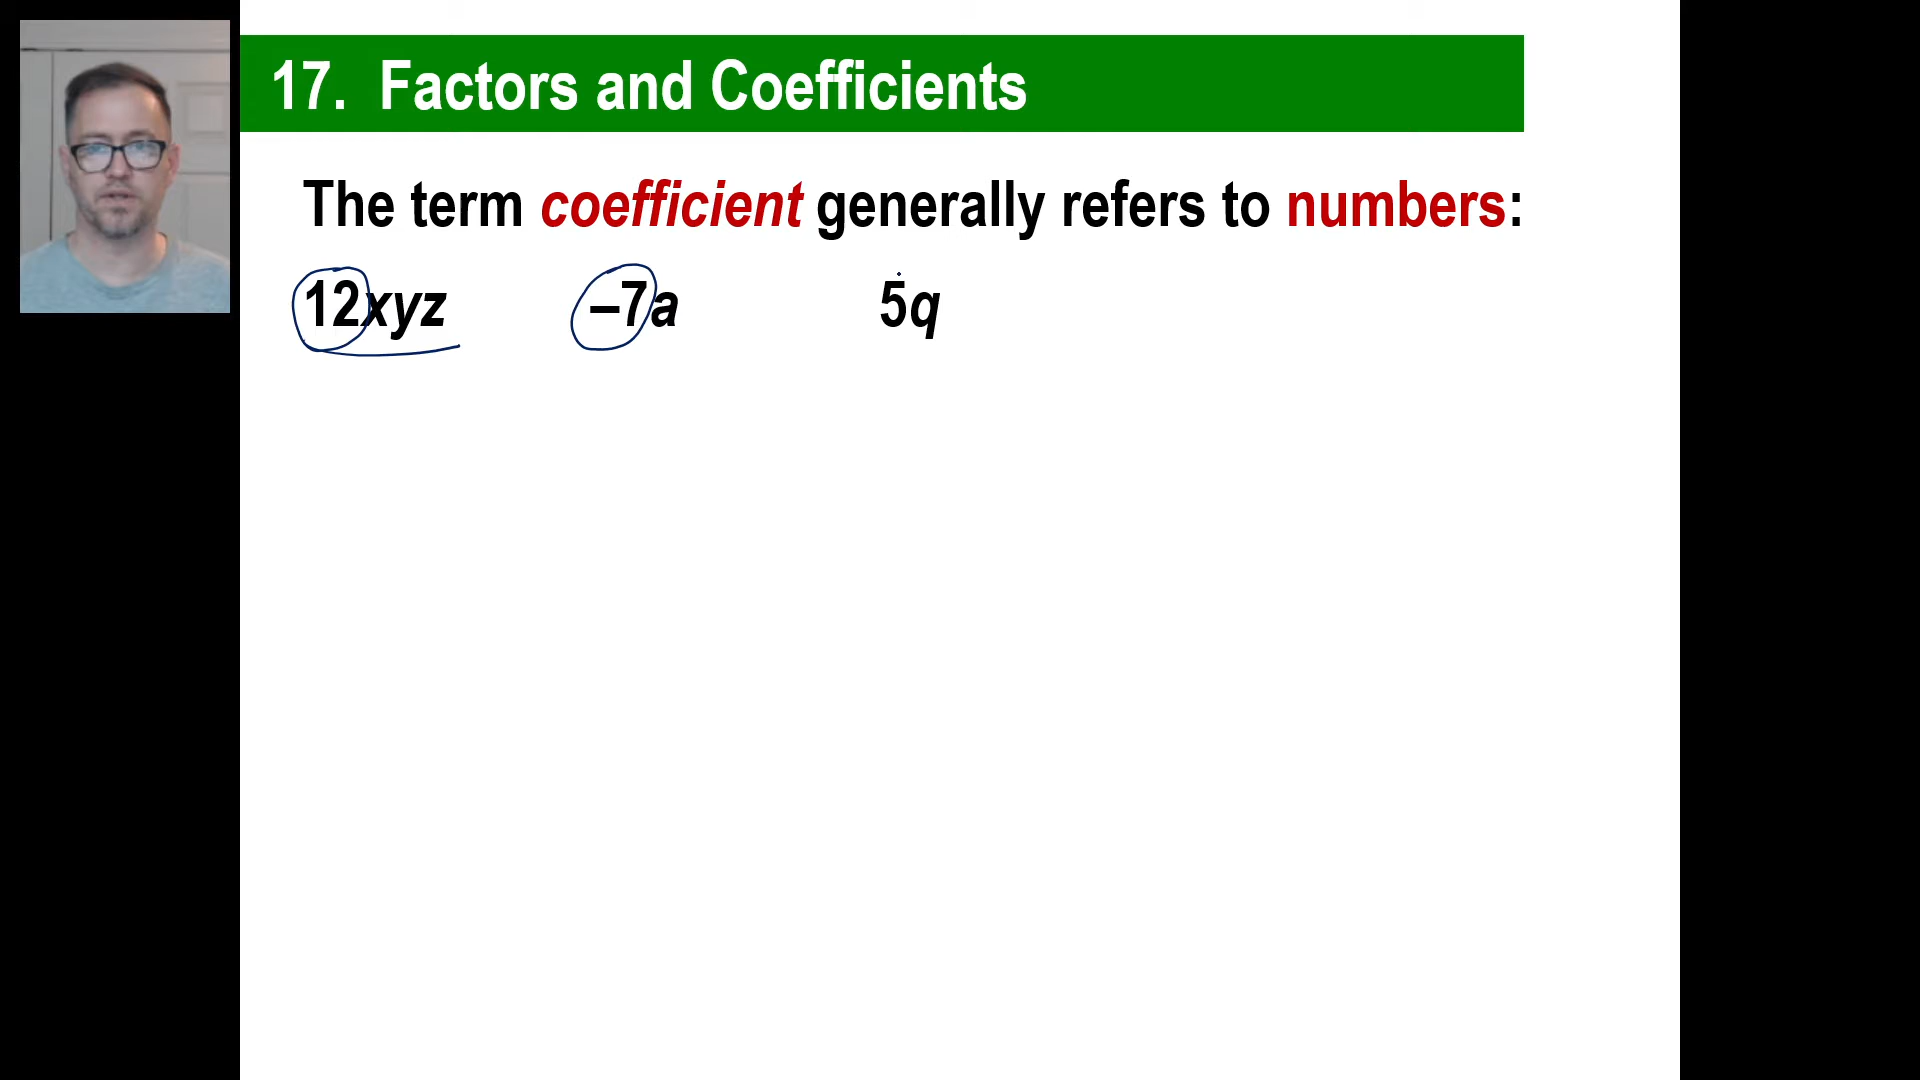 17. Factors and Coefficients
The term coefficient generally refers to numbers:
12xyz –7a 5q